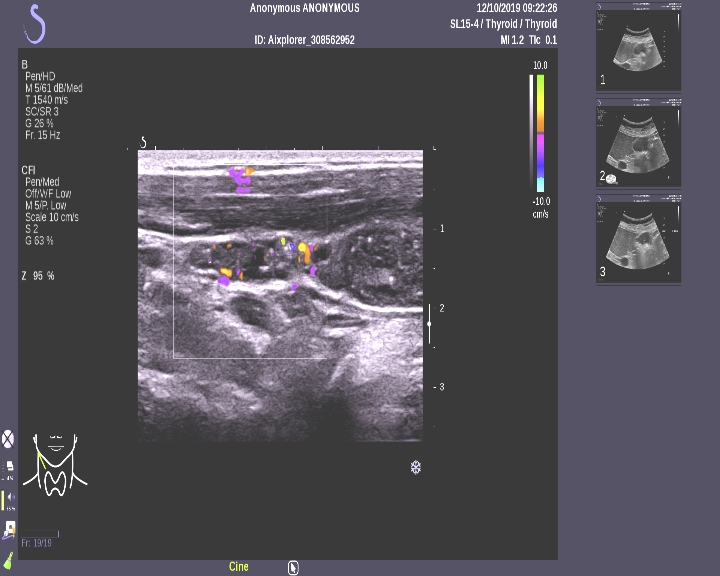 Anonymous ANONYMOUS
12/10/2019 09:22:26
SL15-4 / Thyroid / Thyroid
ID: Aixplorer_308562952
MI 1.2 TIc 0.1
B
Pen/HD
M 5/61 dB/Med
T 1540 m/s
SC/SR 3
G 26 %
Fr. 15 Hz
CFI
Pen/Med
Off/WF Low
M 5/P. Low
Scale 10 cm/s
S 2
G 63 %
Z 95 %
10.0
-10.0
cm/s
S
1
2
3
1
2
3
Fr: 19/19
Cine